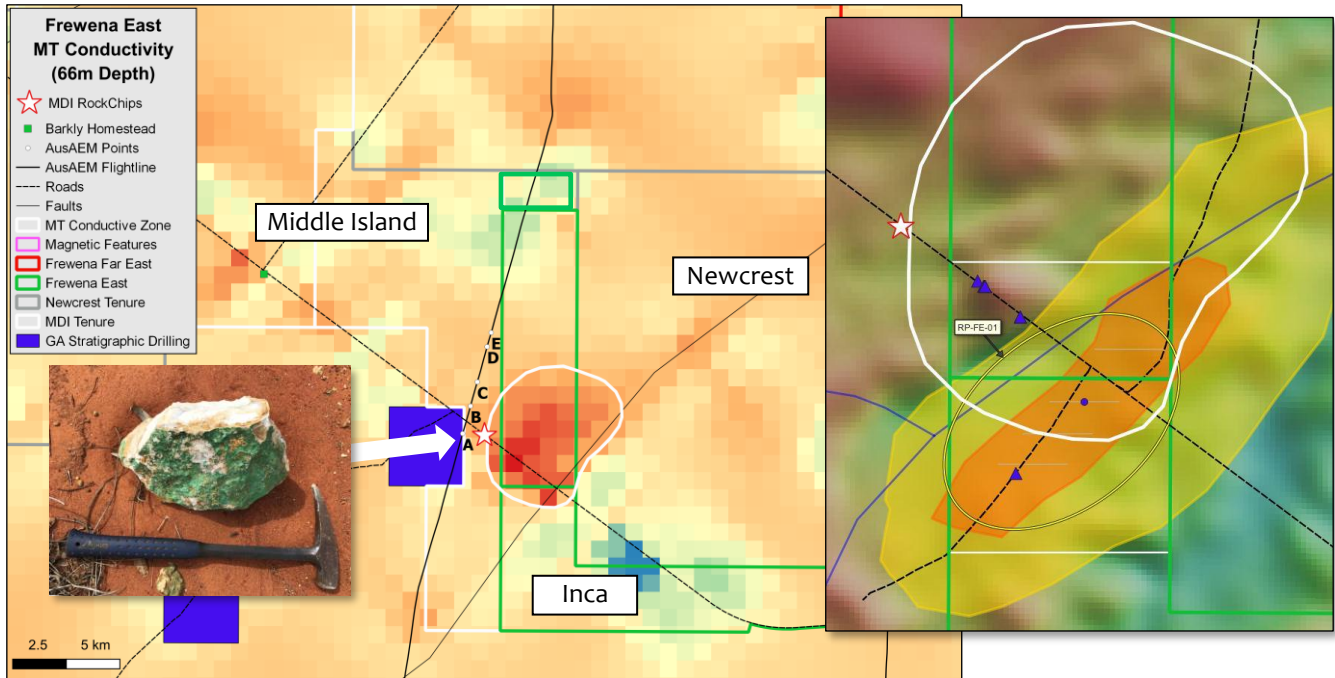 Frewena East
MT Conductivity
(66m Depth)
MDI RockChips
Barkly Homestead
AusAEM Points
AusAEM Flightline
Roads
Faults
MT Conductive Zone
Magnetic Features
Frewena Far East
Frewena East
Newcrest Tenure
MDI Tenure
GA Stratigraphic Drilling
Middle Island
Newcrest
E
D
C
B
A
Inca
2.5 5 km
RP-FE-01